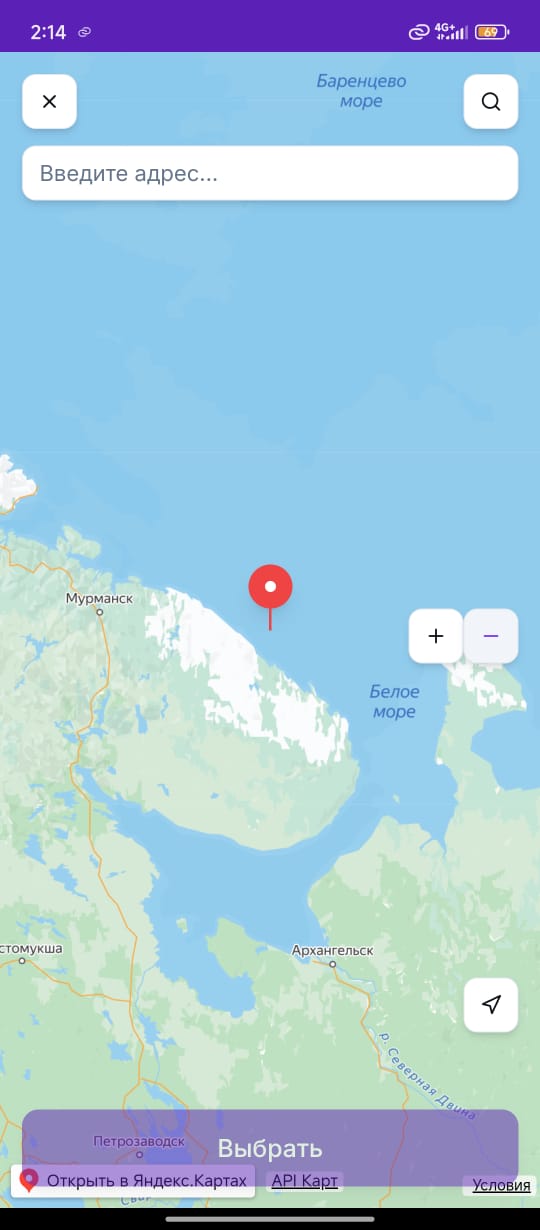 2:14
4G+
69
Баренцево
море
Введите адрес...
Мурманск
Белое
море
стомукша
Архангельск
р. Северная Двина
Петрозаводск
Выбрать
Открыть в Яндекс.Картах
API Карт
Условия